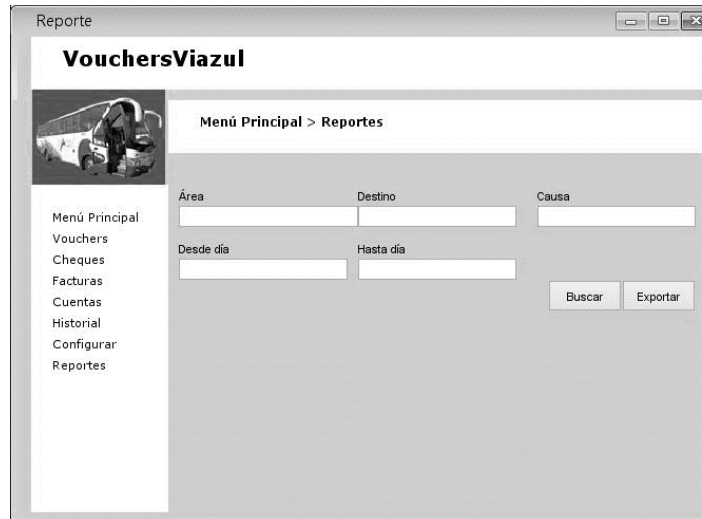 Reporte
VouchersViazul
Menú Principal > Reportes
Menú Principal
Vouchers
Cheques
Facturas
Cuentas
Historial
Configurar
Reportes
Área
Destino
Causa
Desde día
Hasta día
Buscar
Exportar